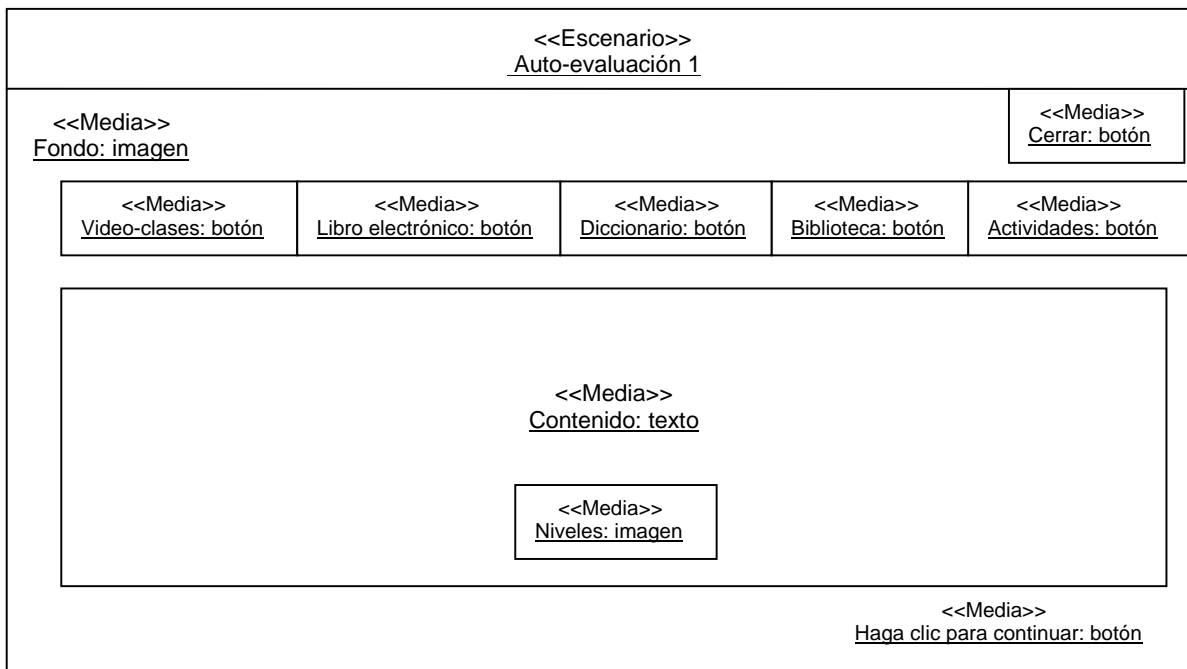 <<Escenario>>
Auto-evaluación 1
<<Media>>
Fondo: imagen
<<Media>>
Cerrar: botón
<<Media>>
Video-clases: botón
<<Media>>
Libro electrónico: botón
<<Media>>
Diccionario: botón
<<Media>>
Biblioteca: botón
<<Media>>
Actividades: botón
<<Media>>
Contenido: texto
<<Media>>
Niveles: imagen
<<Media>>
Haga clic para continuar: botón